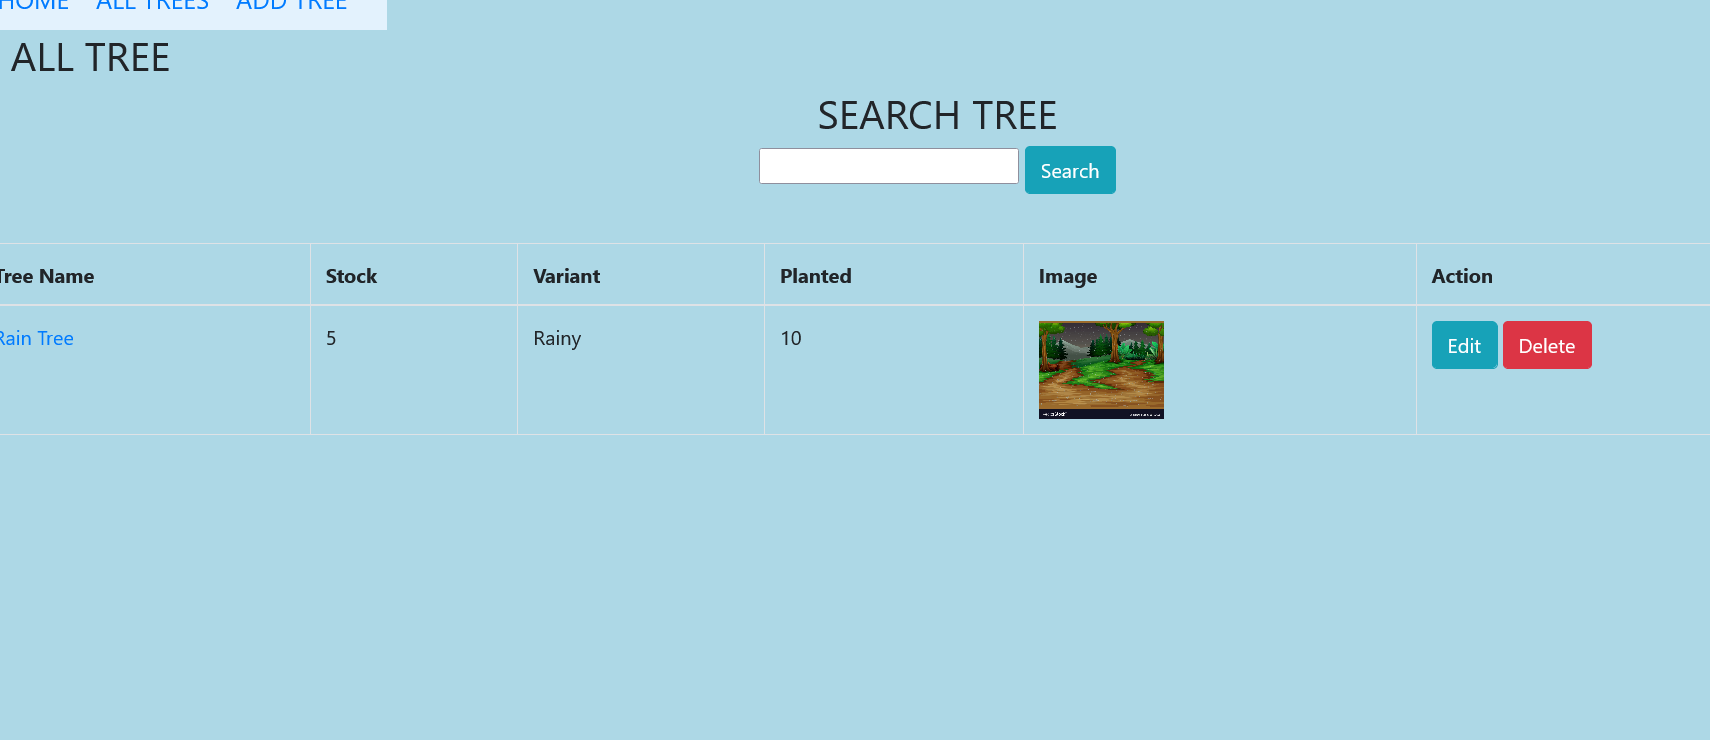 HOME ALL TREES ADD TREE
ALL TREE
SEARCH TREE
Search
Tree Name Stock Variant Planted Image Action
Rain Tree 5 Rainy 10 Edit Delete